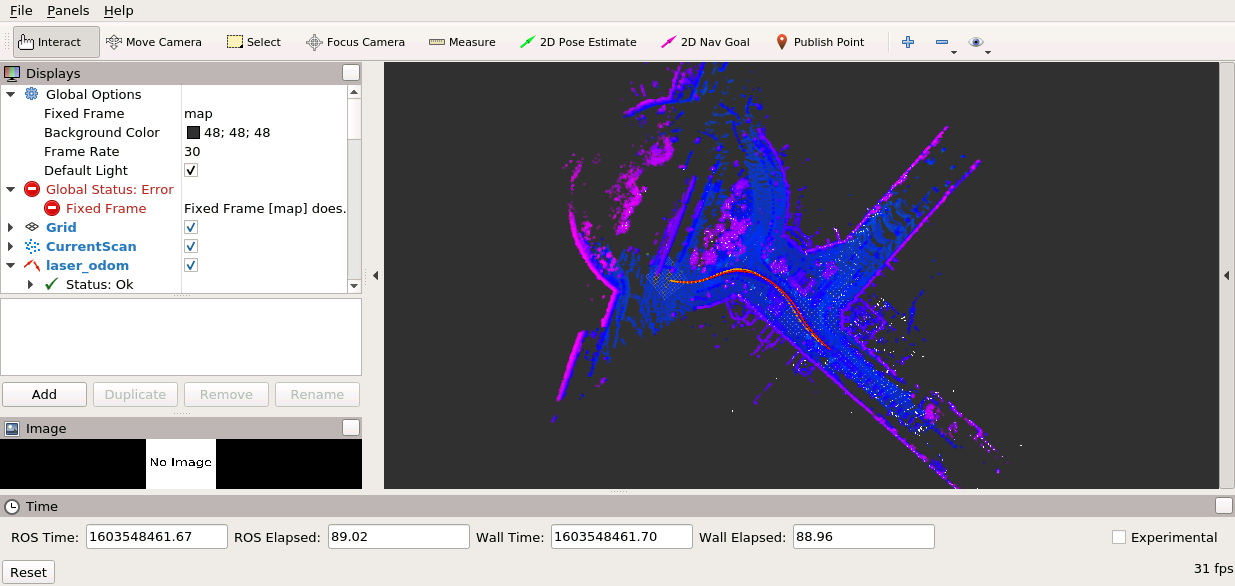 File Panels Help
Interact Move Camera Select Focus Camera Measure 2D Pose Estimate 2D Nav Goal Publish Point
Displays
Global Options
Fixed Frame map
Background Color 48; 48; 48
Frame Rate 30
Default Light
Global Status: Error
Fixed Frame Fixed Frame [map] does.
Grid
CurrentScan
laser_odom
Status: Ok
Add Duplicate Remove Rename
Image
No Image
Time
ROS Time: 1603548461.67 ROS Elapsed: 89.02 Wall Time: 1603548461.70 Wall Elapsed: 88.96 Experimental
Reset 31 fps